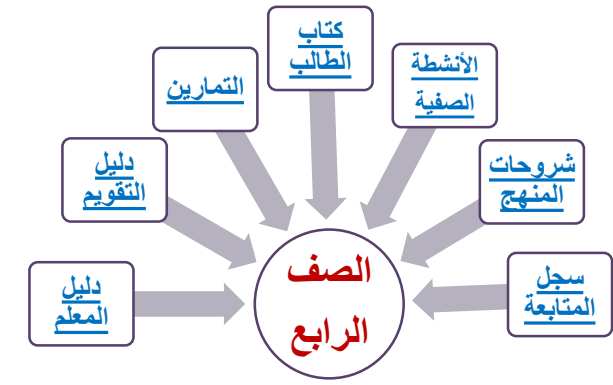 كتاب
الطالب
الأنشطة
الصفية
التمارين
شروحات
المنهج
دليل
التقويم
سجل
المتابعة
دليل
المعلم
الصف
الرابع